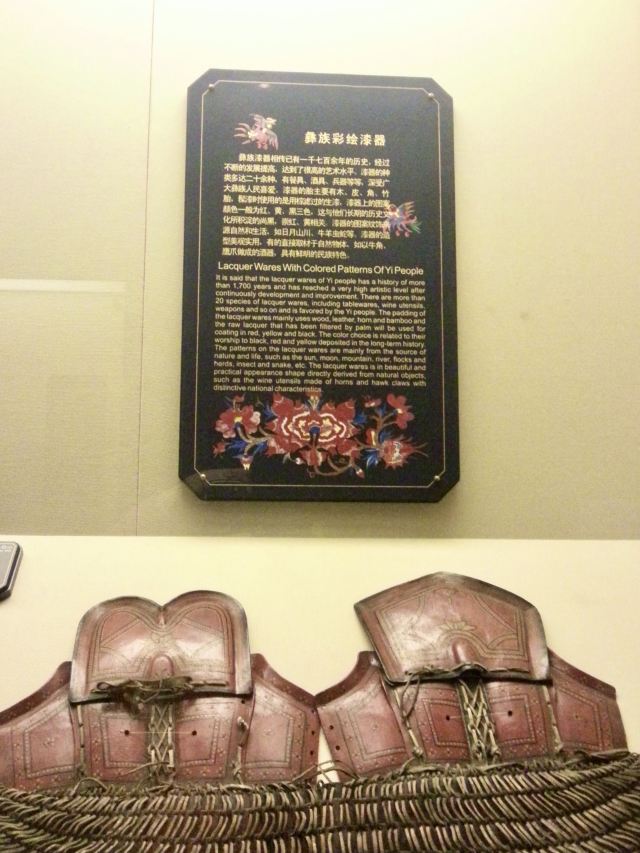 彝族彩绘漆器
彝族漆器相传已有一千七百余年的历史，经过
不断的发展提高，达到了很高的艺术水平，漆器的种
类多达二十余种，有餐具、酒具、兵器等等，深受广
大彝族人民喜爱．漆器的胎主要有木、皮、角、竹
胎，髹漆时使用的是用棕滤过的生漆，漆器上的图案
颜色一般为红、黄、黑三色，这与他们长期的历史文
化所积淀的尚黑、崇红、黄相关．漆器的图案纹饰
源自然和生活，如日月山川、牛羊虫蛇等，漆器的造
型美观实用，有的直接取材于自然物体，如以牛角、
鹰爪做成的酒器，具有鲜明的民族特色．
Lacquer Wares With Colored Patterns Of Yi People
It is said that the lacquer wares of Yi people has a history of more
than 1,700 years and has reached a very high artistic level after
continuously development and improvement. There are more than
20 species of lacquer wares, including tablewares, wine utensils,
weapons and so on and is favored by the Yi people. The padding of
the lacquer wares mainly uses wood, leather, horn and bamboo and
the raw lacquer that has been filtered by palm will be used for
coating in red, yellow and black. The color choice is related to their
worship to black, red and yellow deposited in the long-term history.
The patterns on the lacquer wares are mainly from the source of
nature and life, such as the sun, moon, mountain, river, flocks and
herds, insect and snake, etc. The lacquer wares is in beautiful and
practical appearance shape directly derived from natural objects,
such as the wine utensils made of horns and hawk claws with
distinctive national characteristics.